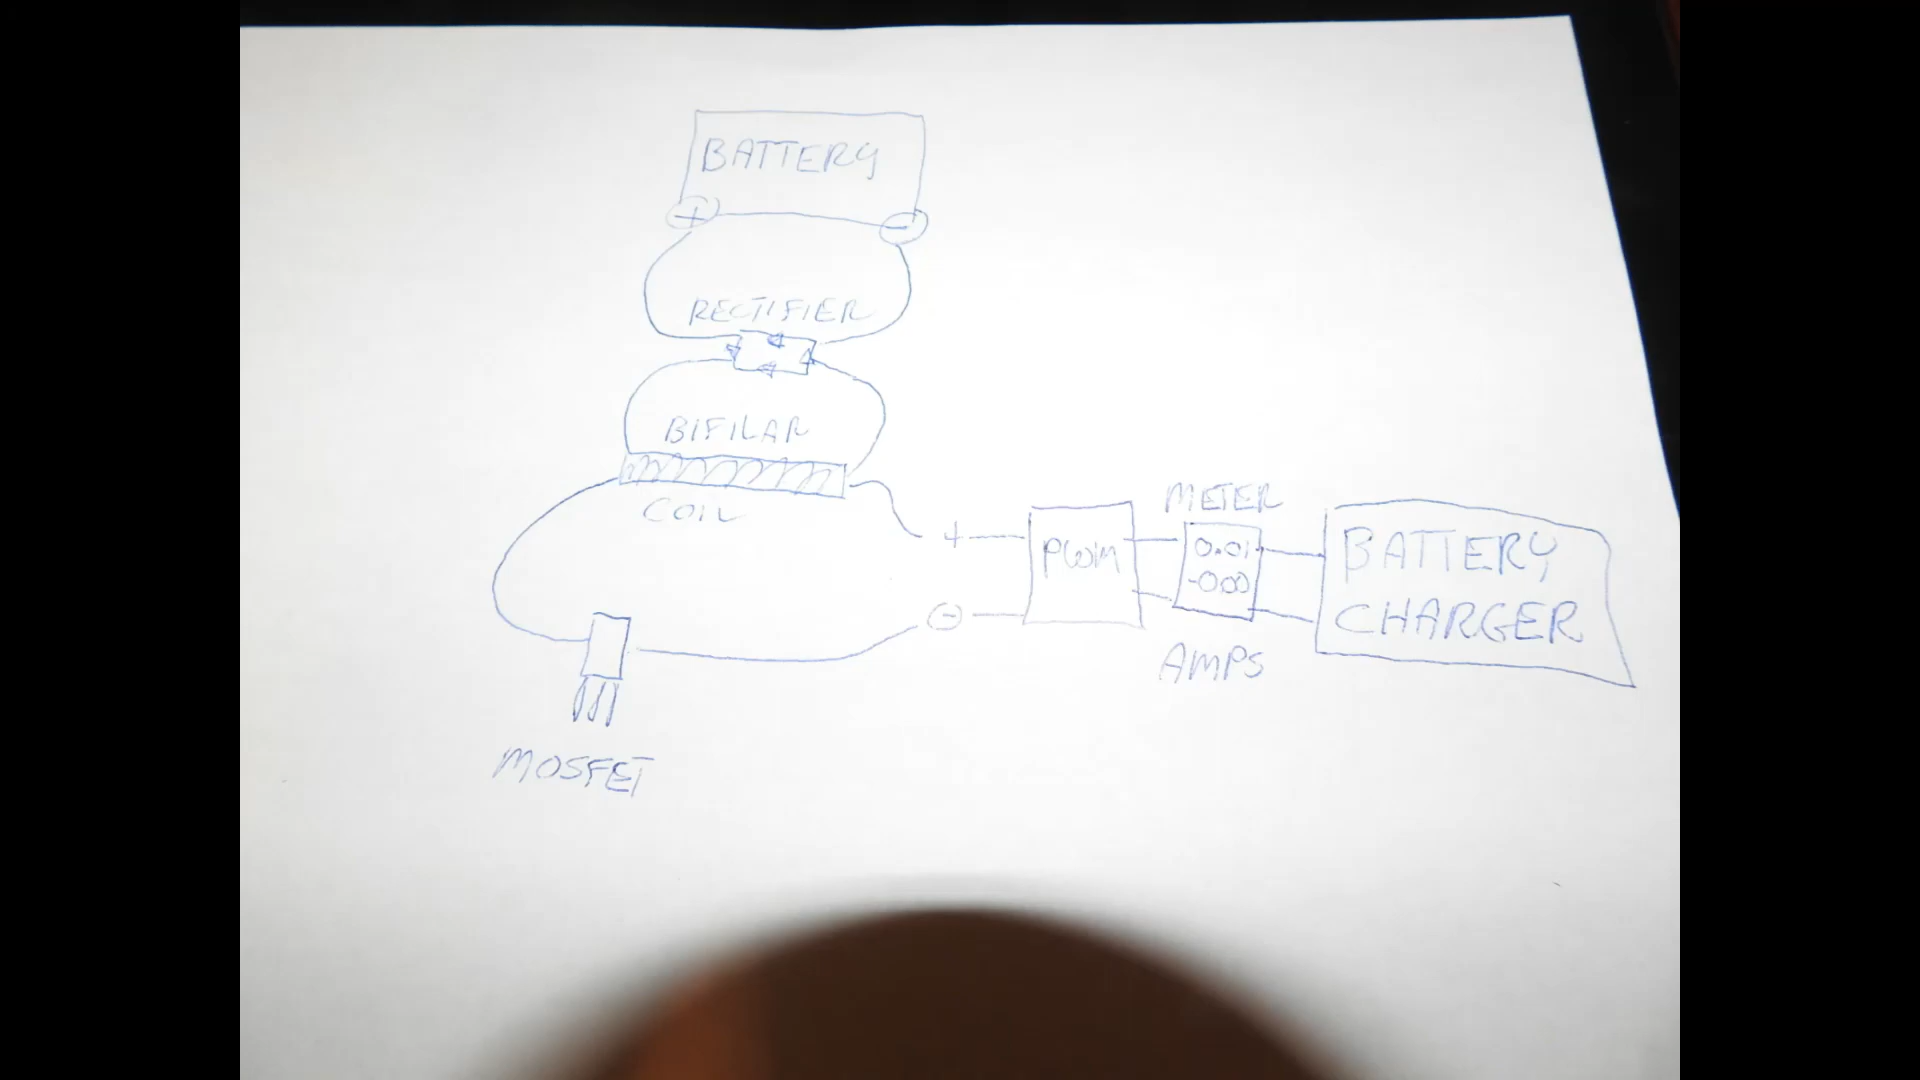 BATTERY
+ -
RECTIFIER
BIFILAR
COIL
+
-
PWM
METER
0.01
-0.00
AMPS
BATTERY
CHARGER
MOSFET